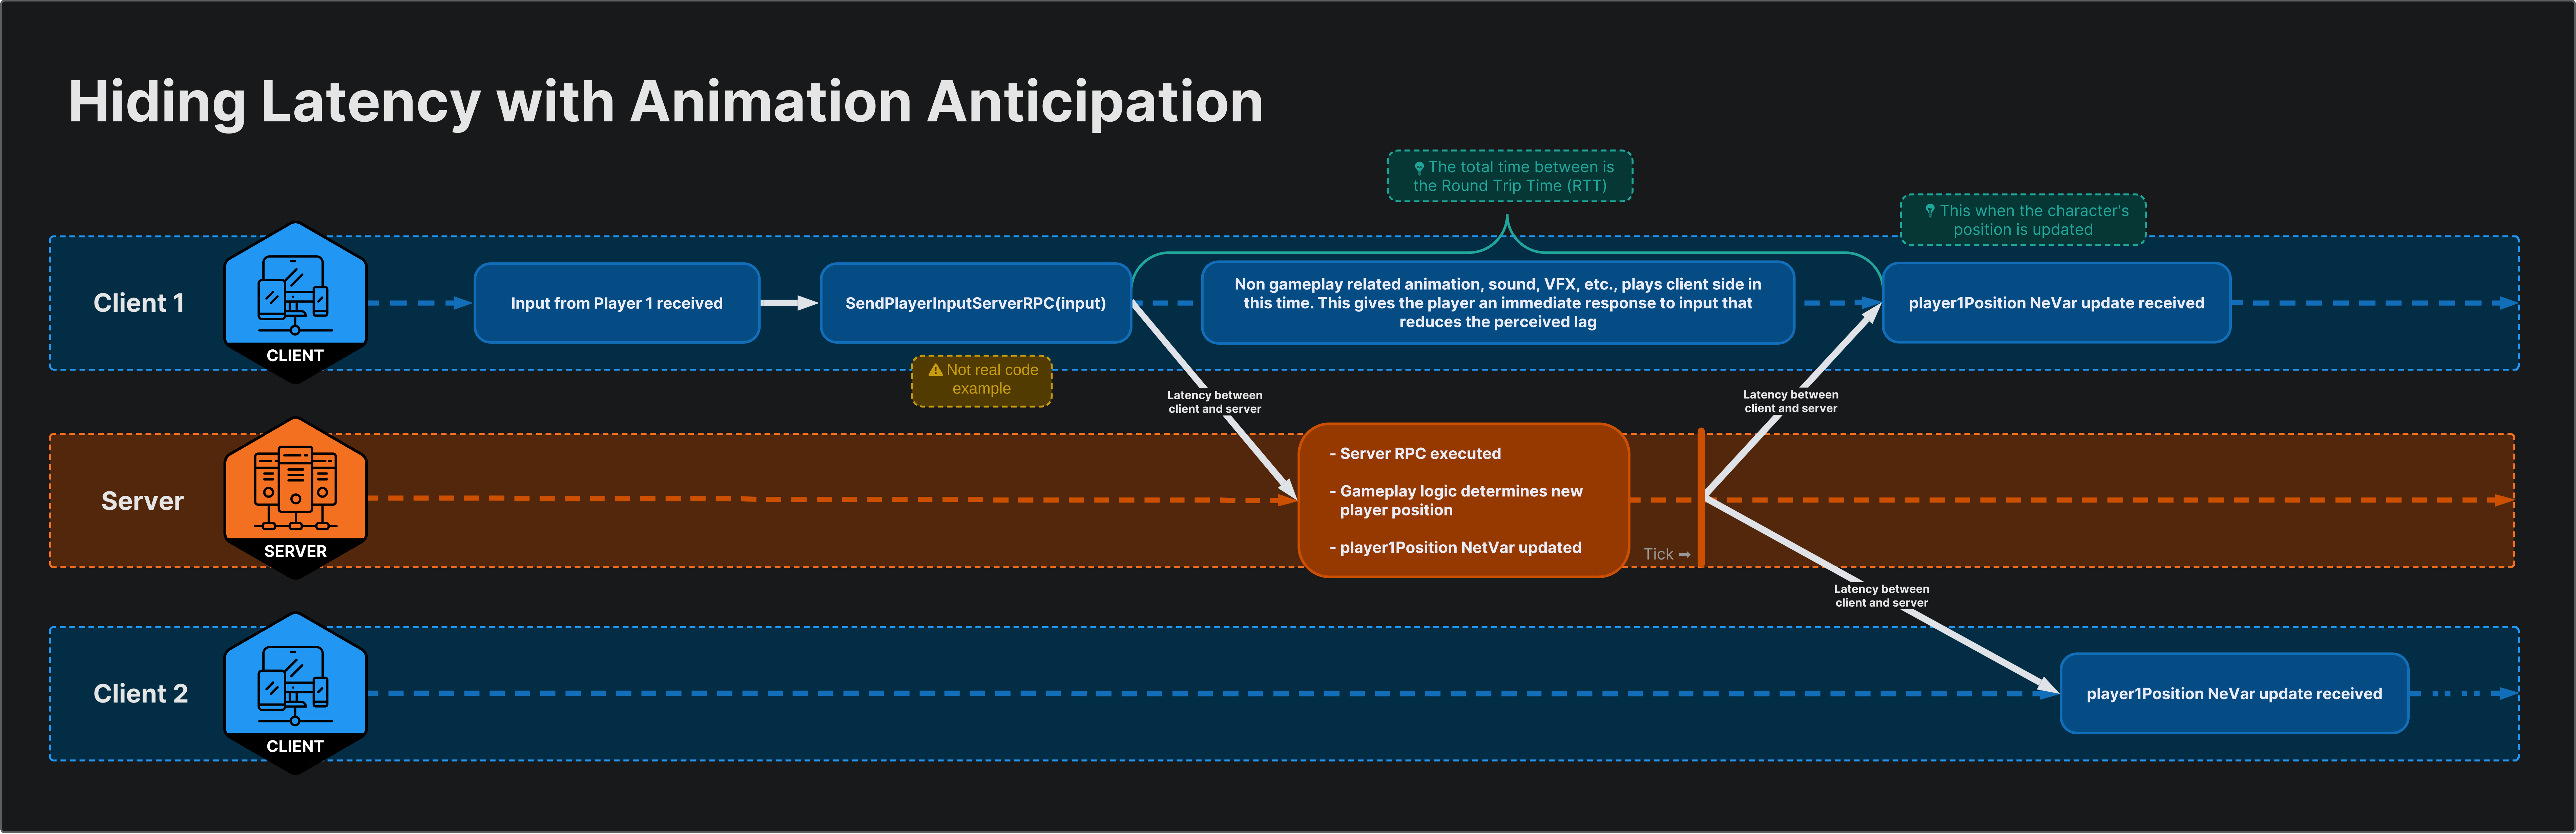 Hiding Latency with Animation Anticipation
The total time between is
the Round Trip Time (RTT)
This when the character's
position is updated
Client 1
CLIENT
Input from Player 1 received
SendPlayerInputServerRPC(input)
Non gameplay related animation, sound, VFX, etc., plays client side in
this time. This gives the player an immediate response to input that
reduces the perceived lag
player1Position NeVar update received
Not real code
example
Latency between
client and server
Latency between
client and server
Server
SERVER
- Server RPC executed
- Gameplay logic determines new
player position
- player1Position NetVar updated
Tick ➡
Latency between
client and server
Client 2
CLIENT
player1Position NeVar update received